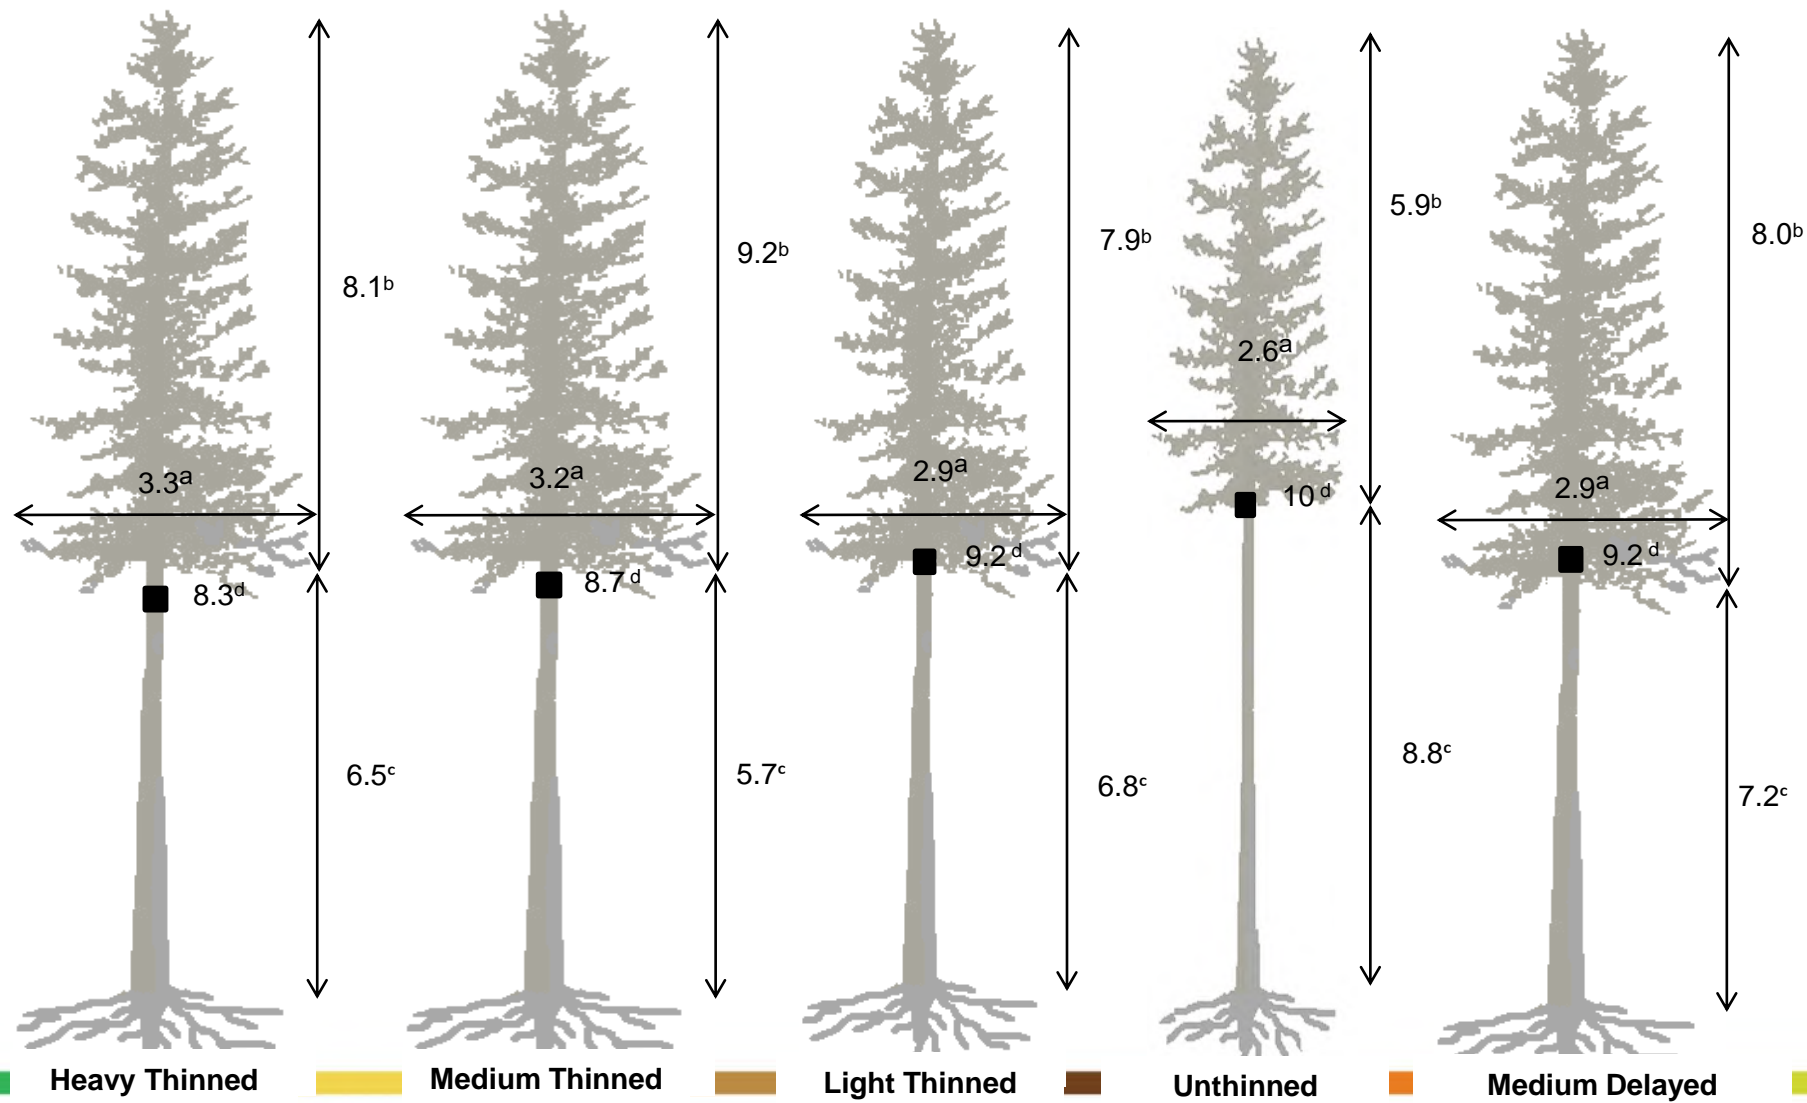 8.1b
9.2b
7.9b
5.9b
8.0b
3.3a
3.2a
2.9a
2.6a
2.9a
8.3d
8.7 d
9.2 d
10 d
9.2 d
6.5c
5.7c
6.8c
8.8c
7.2c
Heavy Thinned
Medium Thinned
Light Thinned
Unthinned
Medium Delayed